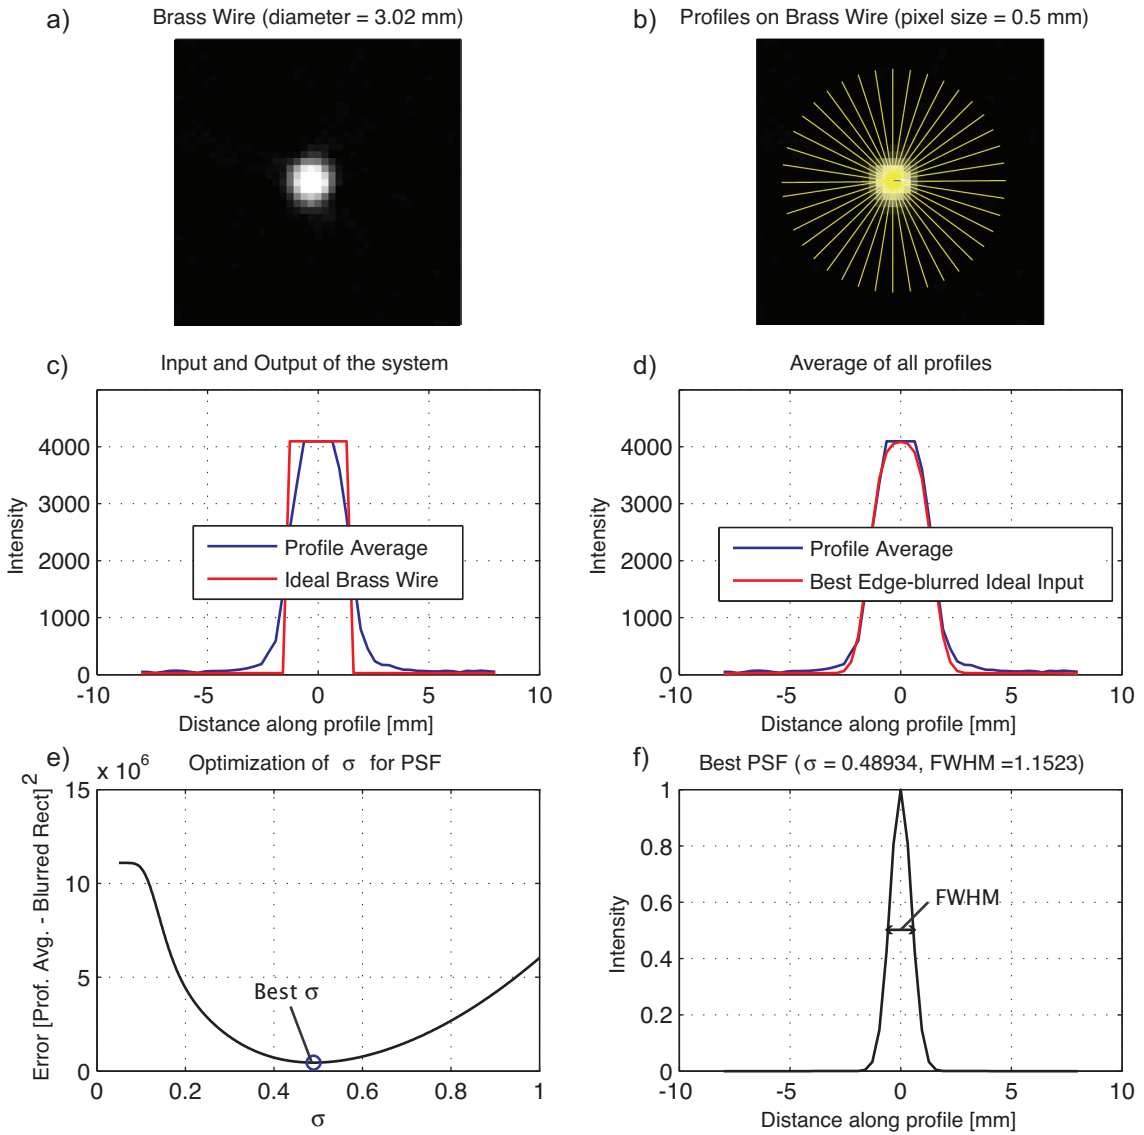 a) Brass Wire (diameter = 3.02 mm)
b) Profiles on Brass Wire (pixel size = 0.5 mm)
c) Input and Output of the system
4000
3000
2000
1000
0
Intensity
Profile Average
Ideal Brass Wire
-10 -5 0 5 10
Distance along profile [mm]
d) Average of all profiles
4000
3000
2000
1000
0
Intensity
Profile Average
Best Edge-blurred Ideal Input
-10 -5 0 5 10
Distance along profile [mm]
e) Optimization of σ for PSF
x 10⁶
15
10
5
0
Error [Prof. Avg. - Blurred Rect]²
Best σ
0 0.2 0.4 0.6 0.8 1
σ
f) Best PSF (σ = 0.48934, FWHM =1.1523)
1
0.8
0.6
0.4
0.2
0
Intensity
FWHM
-10 -5 0 5 10
Distance along profile [mm]